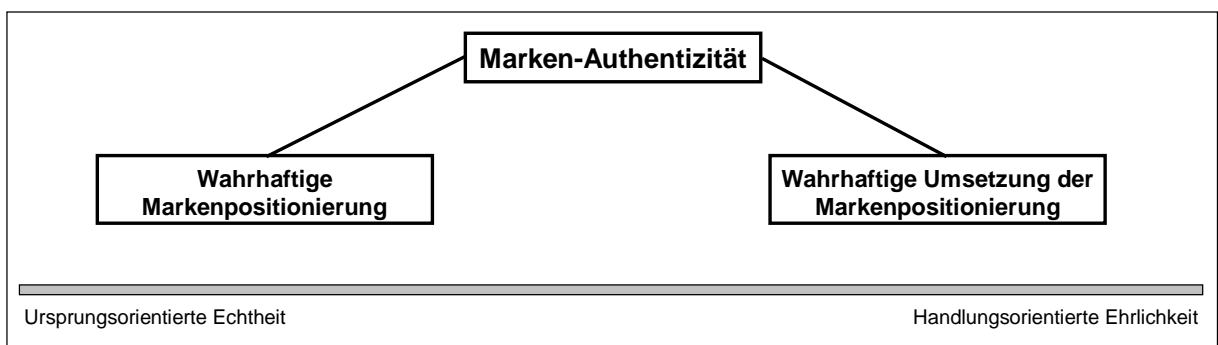 Marken-Authentizität
Wahrhaftige
Markenpositionierung
Wahrhaftige Umsetzung der
Markenpositionierung
Ursprungsorientierte Echtheit
Handlungsorientierte Ehrlichkeit